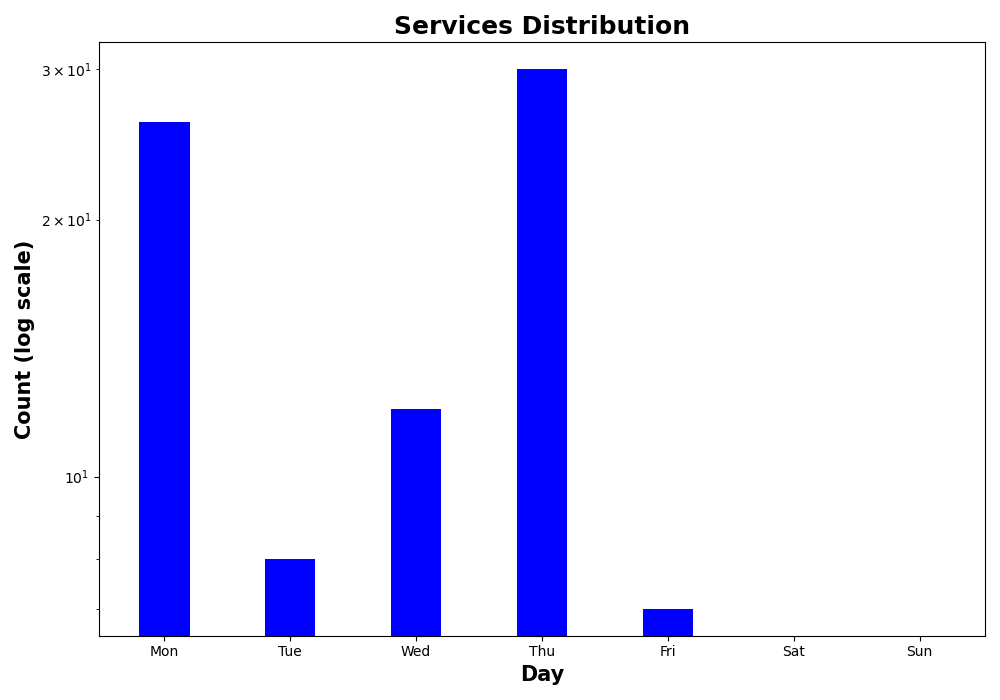 Services Distribution
3 × 10¹
2 × 10¹
10¹
Count (log scale)
Mon Tue Wed Thu Fri Sat Sun
Day